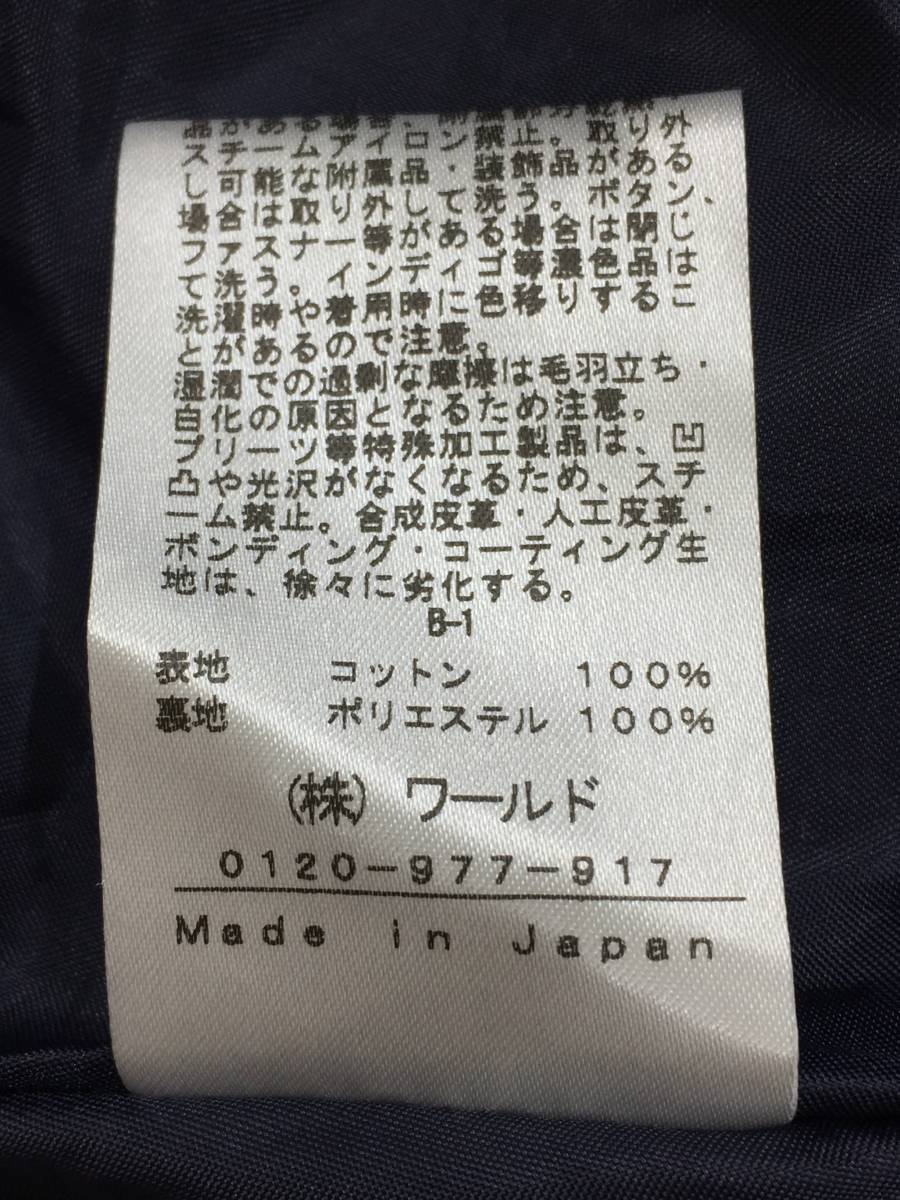 スチームアイロン禁止。取り外
し可能な附属品・装飾品がある
場合は取り外して洗う。ボタン、
ファスナー等がある場合は閉じ
て洗う。インディゴ等濃色品は
洗濯時や着用時に色移りするこ
とがあるので注意。
湿潤での過剰な摩擦は毛羽立ち・
白化の原因となるため注意。
プリーツ等特殊加工製品は、凹
凸や光沢がなくなるため、スチ
ーム禁止。合成皮革・人工皮革・
ボンディング・コーティング生
地は、徐々に劣化する。
B-1
表地 コットン 100%
裏地 ポリエステル 100%
(株) ワールド
0120-977-917
Made in Japan